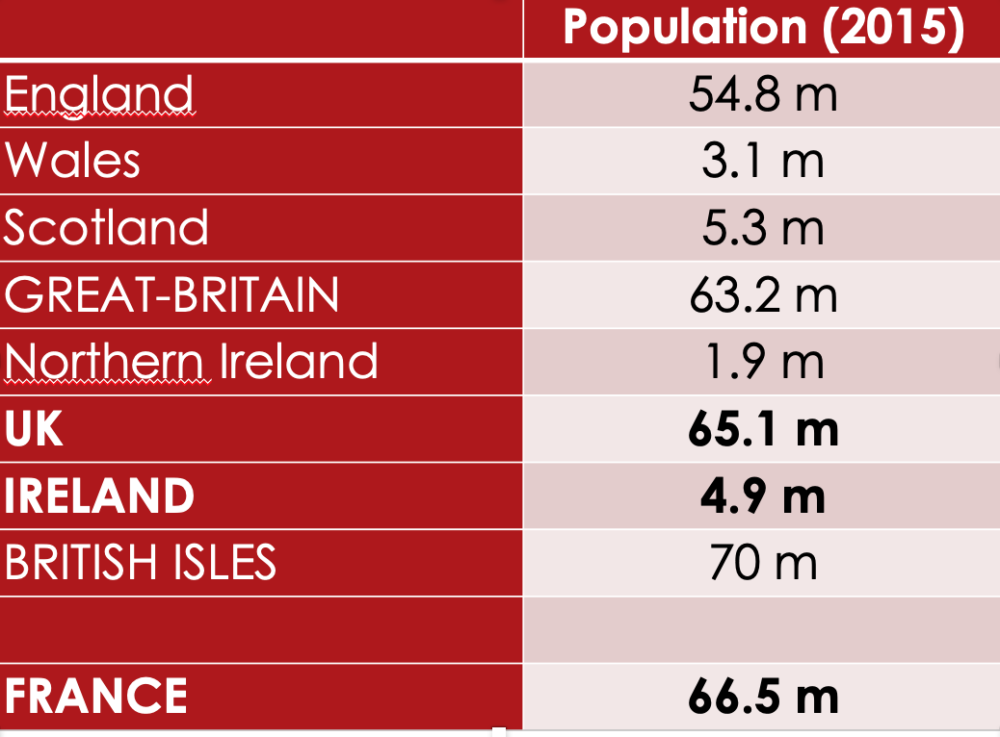 Population (2015)
England 54.8 m
Wales 3.1 m
Scotland 5.3 m
GREAT-BRITAIN 63.2 m
Northern Ireland 1.9 m
UK 65.1 m
IRELAND 4.9 m
BRITISH ISLES 70 m
FRANCE 66.5 m